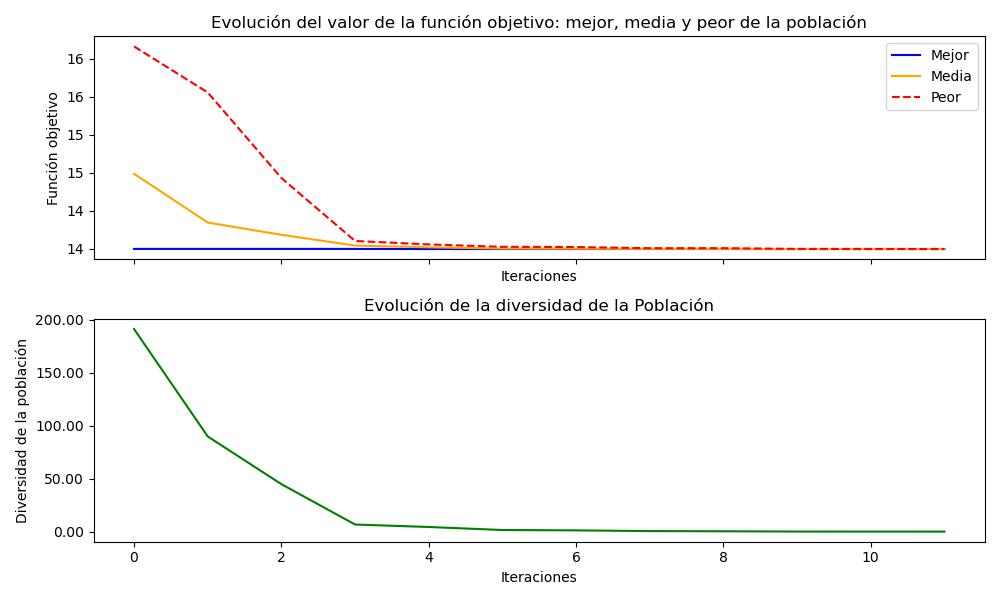 Evolución del valor de la función objetivo: mejor, media y peor de la población
Función objetivo
16
16
15
15
14
14
Mejor
Media
Peor
Iteraciones
Evolución de la diversidad de la Población
Diversidad de la población
200.00
150.00
100.00
50.00
0.00
0 2 4 6 8 10
Iteraciones